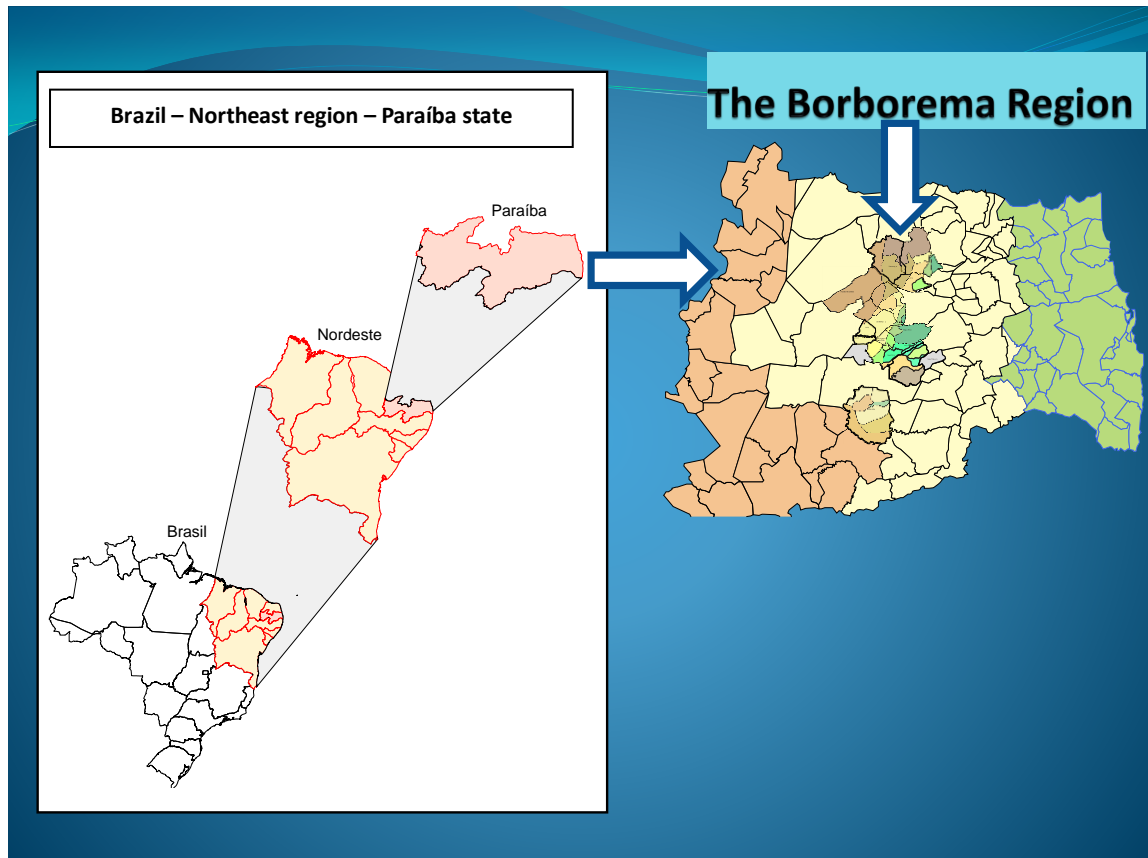 Brazil – Northeast region – Paraíba state
The Borborema Region
Paraíba
Nordeste
Brasil